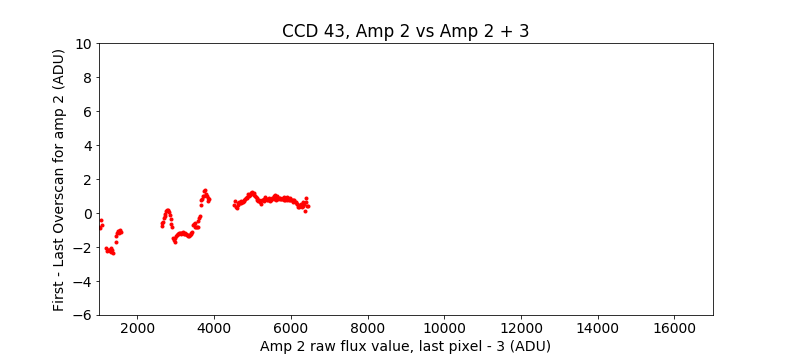 CCD 43, Amp 2 vs Amp 2 + 3
First - Last Overscan for amp 2 (ADU)
10
8
6
4
2
0
−2
−4
−6
2000 4000 6000 8000 10000 12000 14000 16000
Amp 2 raw flux value, last pixel - 3 (ADU)